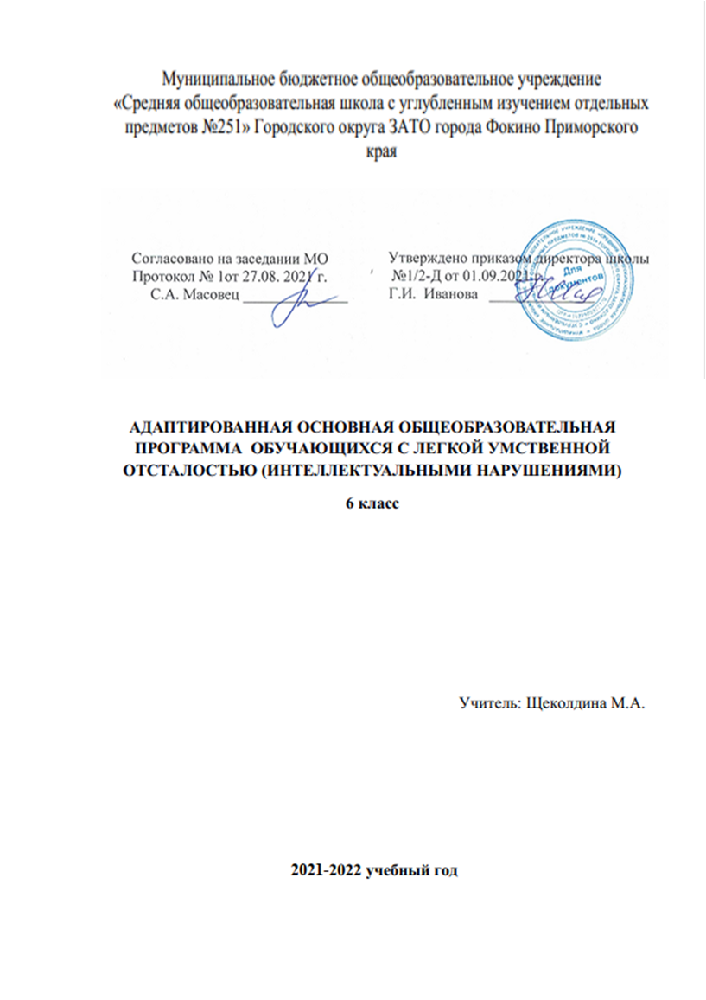 Муниципальное бюджетное общеобразовательное учреждение
«Средняя общеобразовательная школа с углубленным изучением отдельных
предметов №251» Городского округа ЗАТО города Фокино Приморского
края
Согласовано на заседании МО
Протокол № 1от 27.08. 2021 г.
С.А. Масовец
Утверждено приказом директора школы
№1/2-Д от 01.09.2021 г.
Г.И. Иванова
Для
документов
АДАПТИРОВАННАЯ ОСНОВНАЯ ОБЩЕОБРАЗОВАТЕЛЬНАЯ
ПРОГРАММА ОБУЧАЮЩИХСЯ С ЛЕГКОЙ УМСТВЕННОЙ
ОТСТАЛОСТЬЮ (ИНТЕЛЛЕКТУАЛЬНЫМИ НАРУШЕНИЯМИ)
6 класс
Учитель: Щеколдина М.А.
2021-2022 учебный год